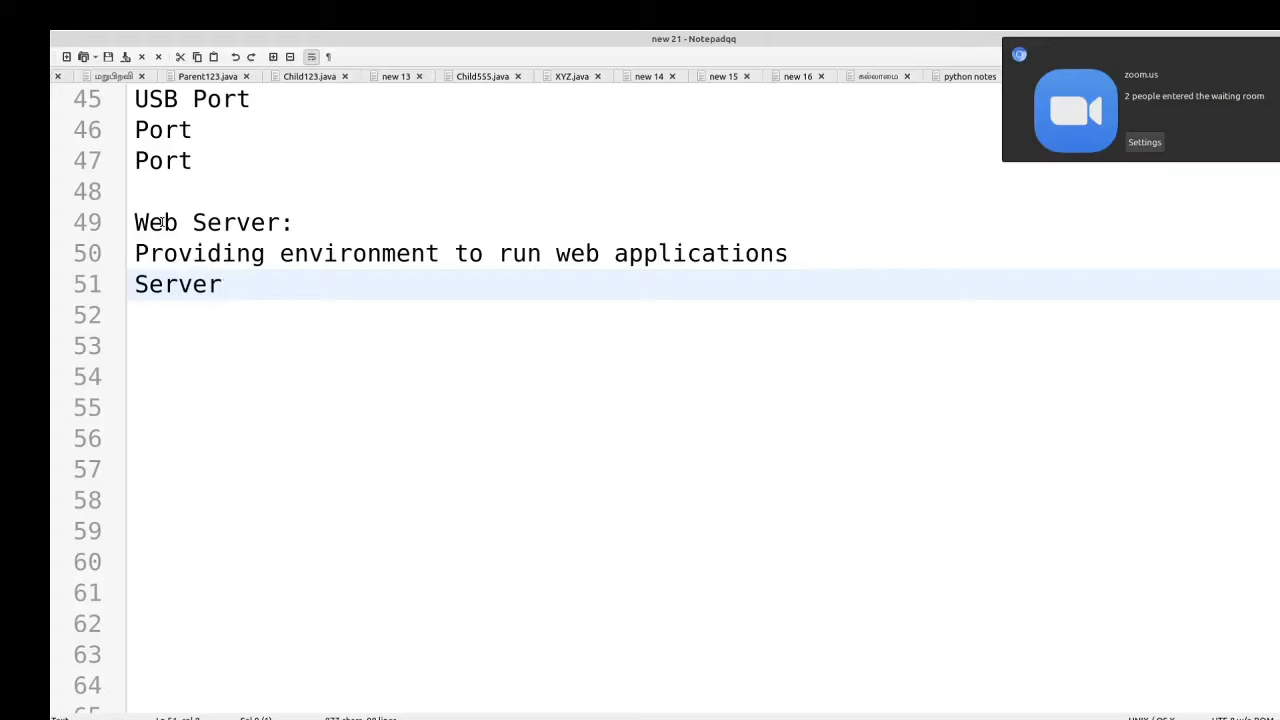 new 21 - Notepadqq
மறுபிறவி Parent123.java Child123.java new 13 Child555.java XYZ.java new 14 new 15 new 16 கல்லாமை python notes
zoom.us
2 people entered the waiting room
Settings
45 USB Port
46 Port
47 Port
48
49 Web Server:
50 Providing environment to run web applications
51 Server
52
53
54
55
56
57
58
59
60
61
62
63
64